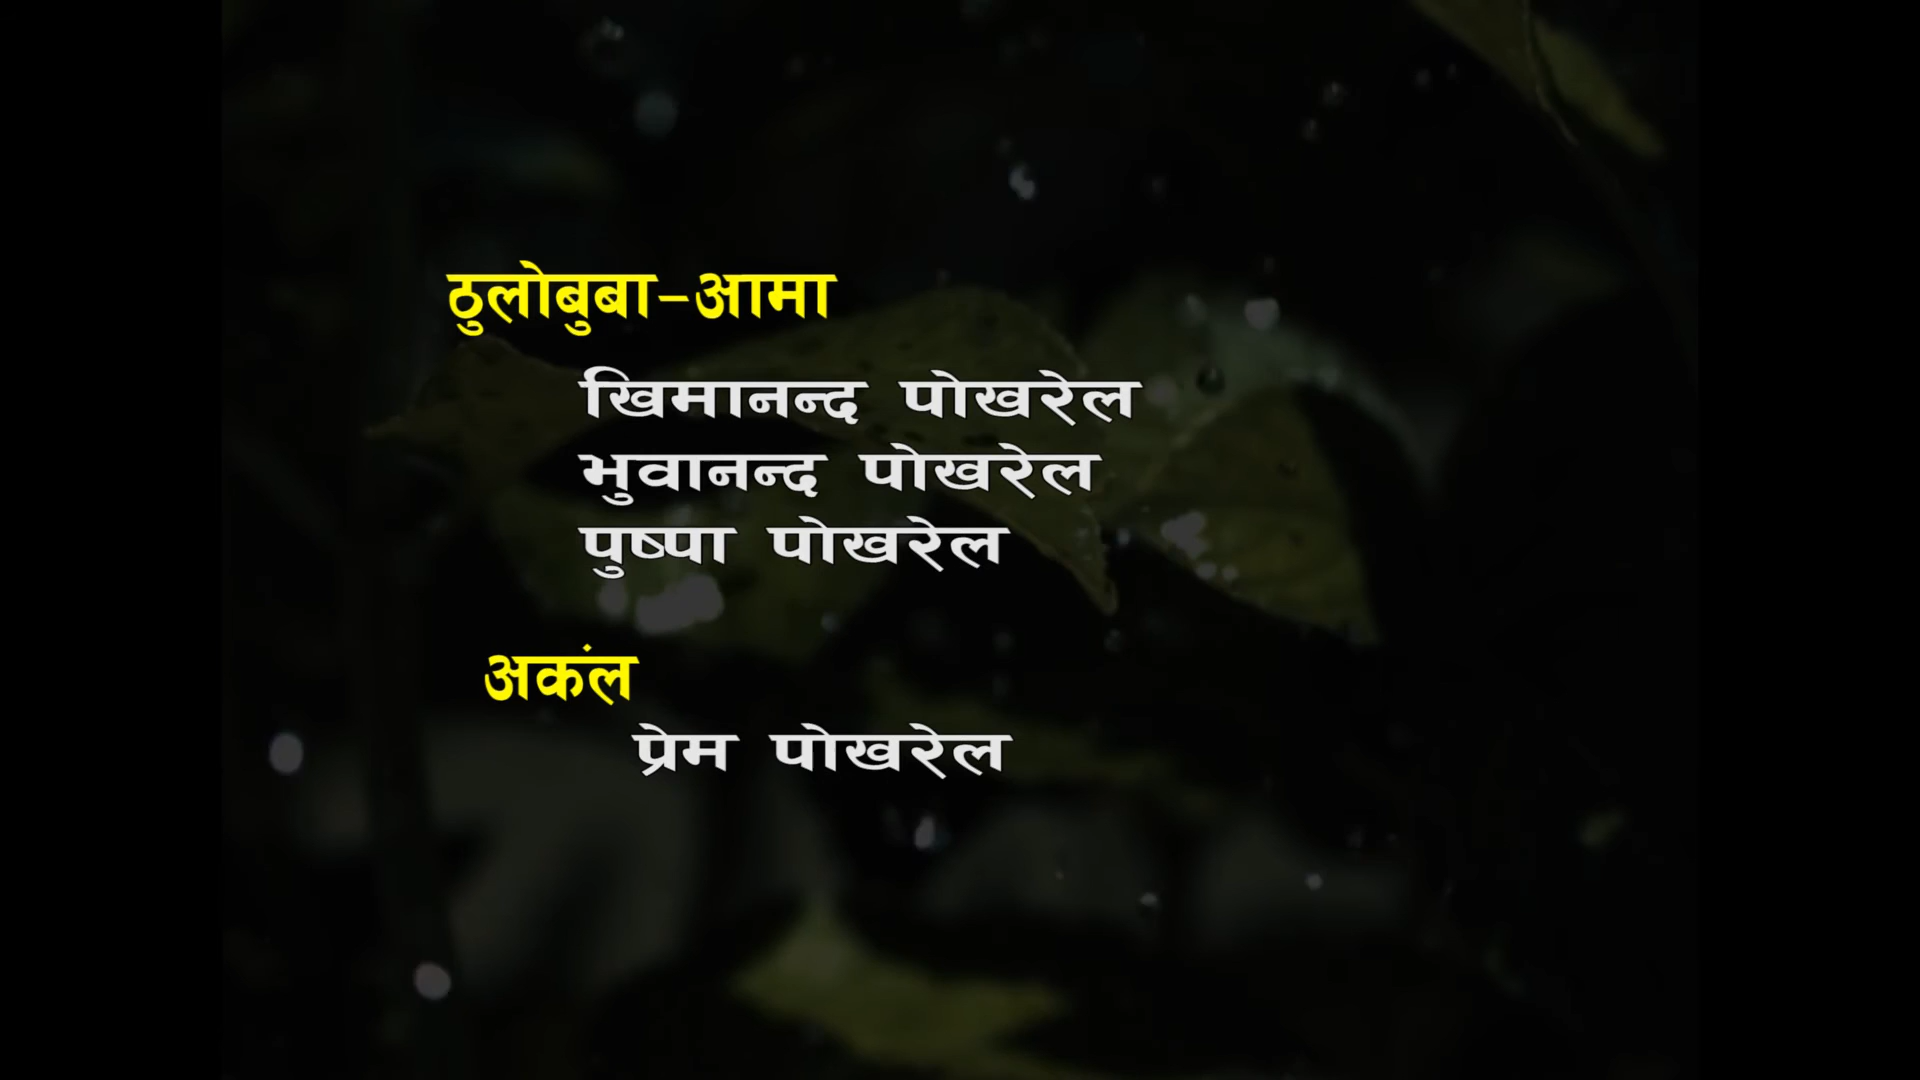 ठुलोबुबा-आमा
खिमानन्द पोखरेल
भुवानन्द पोखरेल
पुष्पा पोखरेल
अकंल
प्रेम पोखरेल